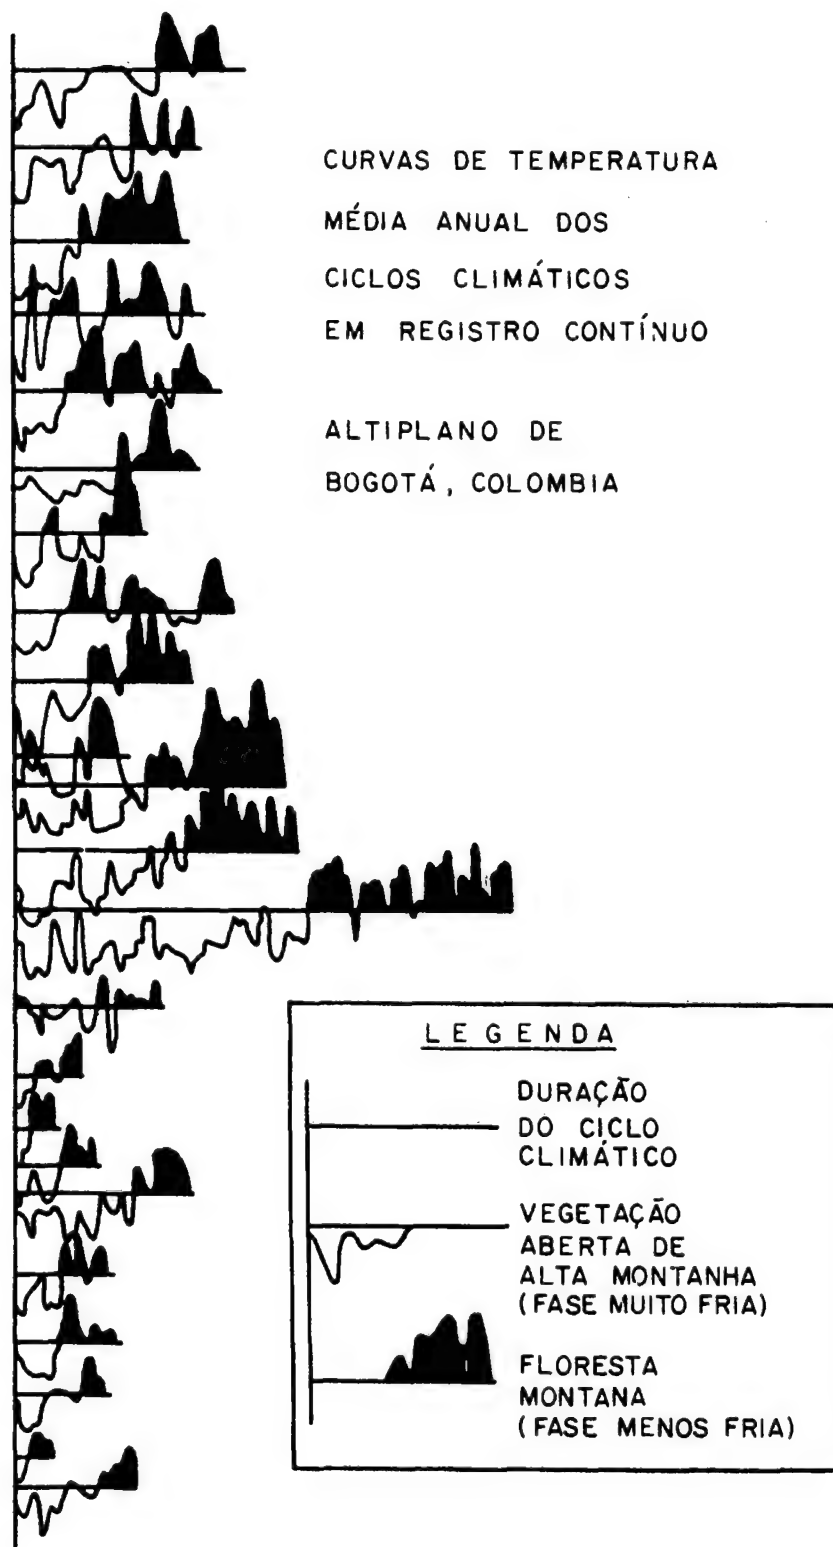 CURVAS DE TEMPERATURA
MÉDIA ANUAL DOS
CICLOS CLIMÁTICOS
EM REGISTRO CONTÍNUO
ALTIPLANO DE
BOGOTÁ, COLOMBIA
LEGENDA
DURAÇÃO
DO CICLO
CLIMÁTICO
VEGETAÇÃO
ABERTA DE
ALTA MONTANHA
(FASE MUITO FRIA)
FLORESTA
MONTANA
(FASE MENOS FRIA)